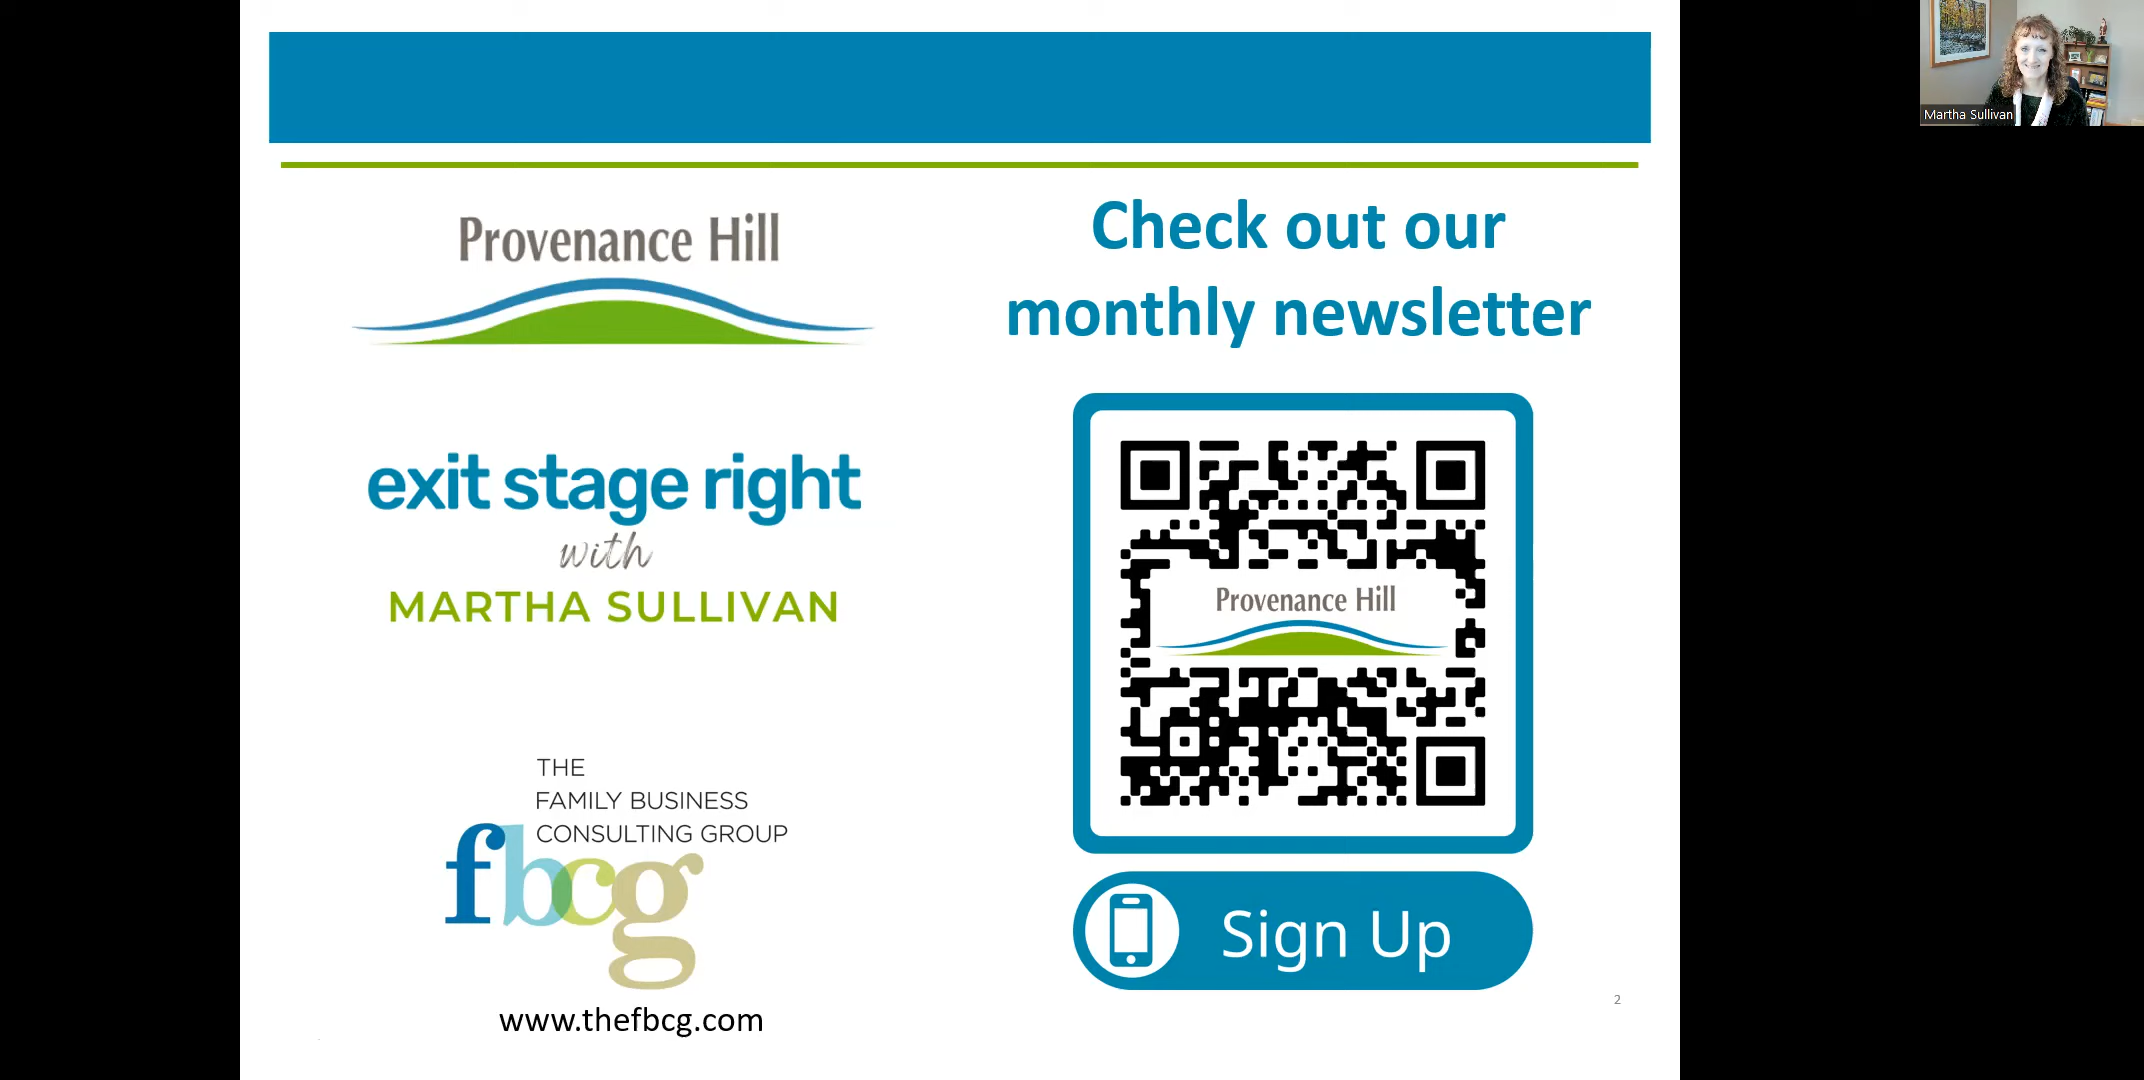 Martha Sullivan
Provenance Hill
Check out our
monthly newsletter
exit stage right
with
MARTHA SULLIVAN
Provenance Hill
THE
FAMILY BUSINESS
CONSULTING GROUP
fbcg
www.thefbcg.com
Sign Up
2